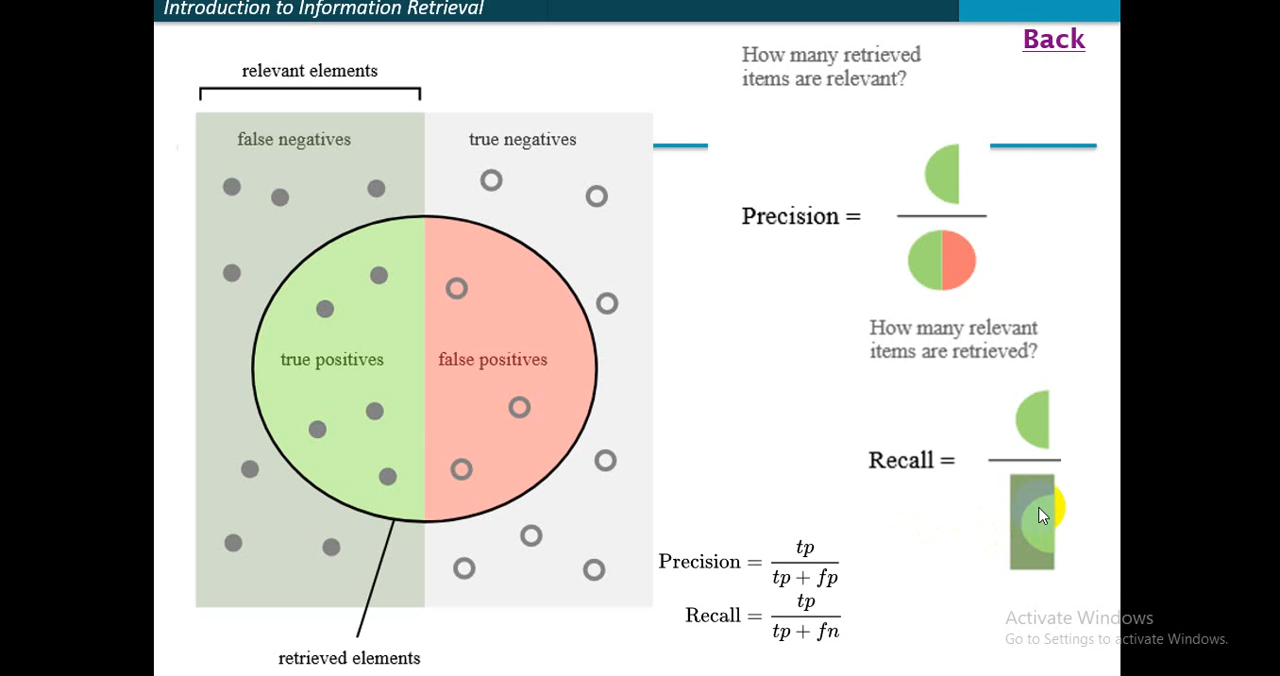 Introduction to Information Retrieval
Back
How many retrieved
items are relevant?
relevant elements
false negatives
true negatives
Precision =
How many relevant
items are retrieved?
true positives
false positives
Recall =
Precision = tp / tp + fp
Recall = tp / tp + fn
retrieved elements
Activate Windows
Go to Settings to activate Windows.